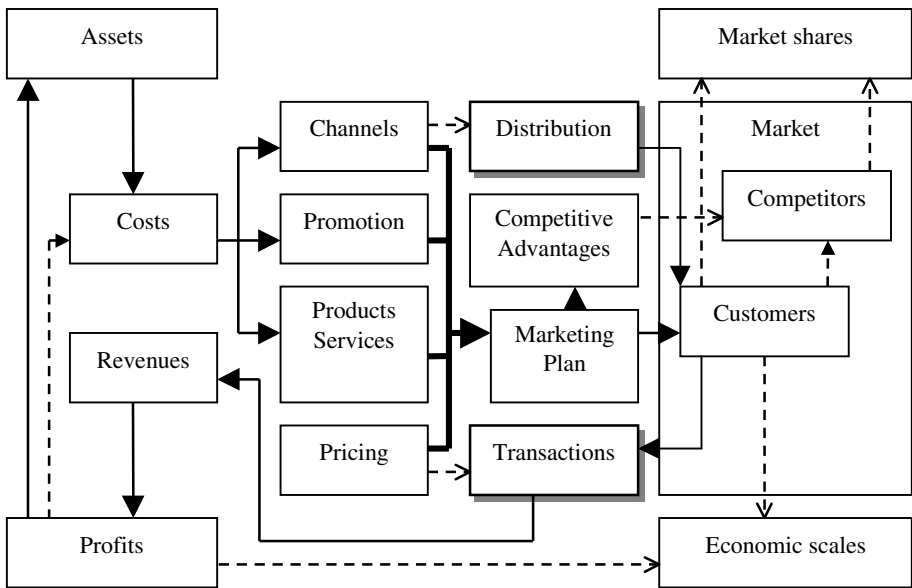 Assets
Market shares
Channels
Distribution
Market
Costs
Promotion
Competitive
Advantages
Competitors
Products
Services
Marketing
Plan
Customers
Revenues
Pricing
Transactions
Profits
Economic scales